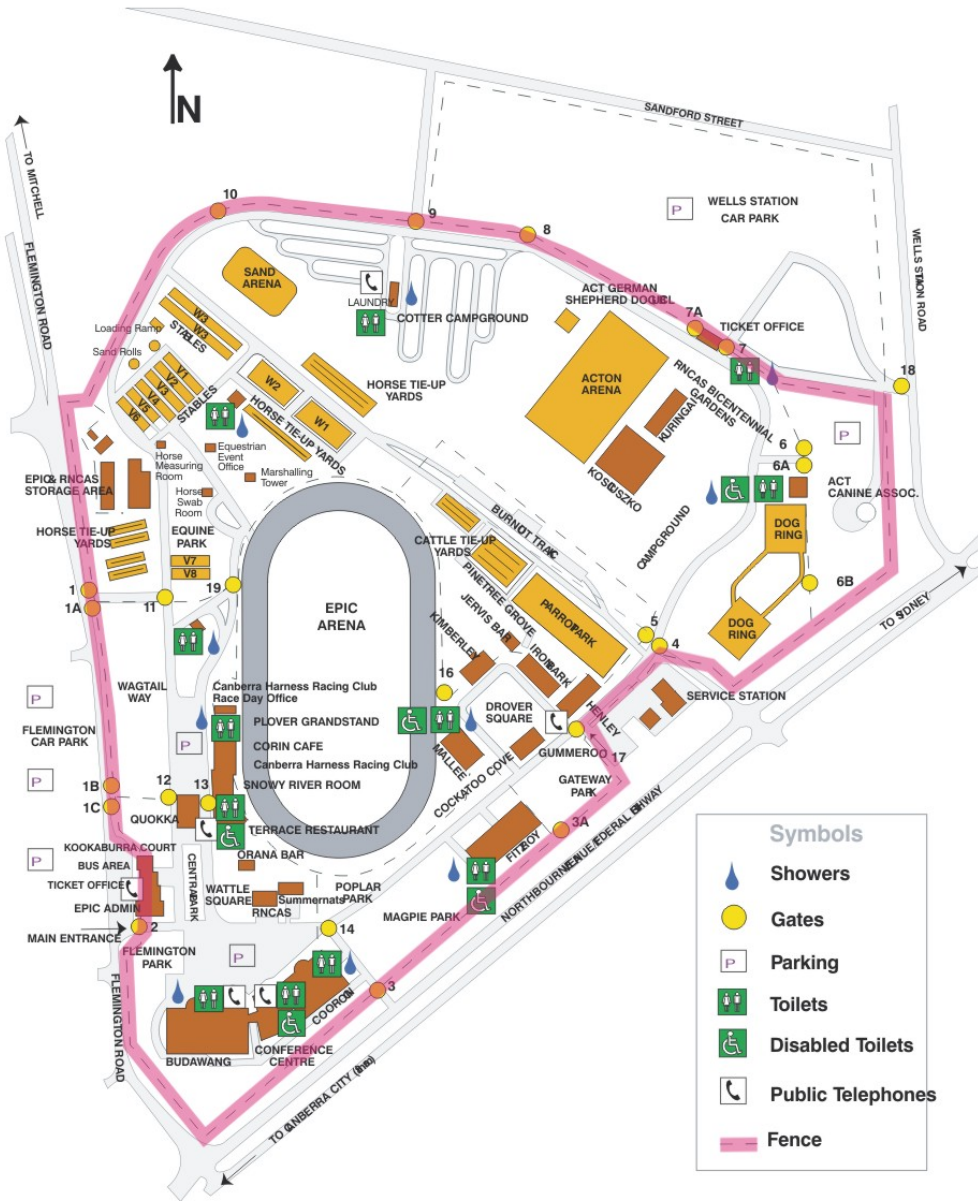 SANDFORD STREET
N
TO MITCHELL
FLEMINGTON ROAD
10
9
8
P
WELLS STATION
CAR PARK
WELLS STATION ROAD
SAND
ARENA
LAUNDRY
COTTER CAMPGROUND
ACT GERMAN
SHEPHERD DOG
7A
TICKET OFFICE
7
18
W3
W3
STABLES
Loading Ramp
Sand Rolls
V1
V2
V3
V4
V5
V6
STABLES
W2
W1
HORSE TIE-UP
YARDS
HORSE TIE-UP YARDS
ACTON
ARENA
KURINGAI
RNCAS BICENTENNIAL
GARDENS
KOSCIUSZKO
P
6
6A
ACT
CANINE ASSOC.
Horse
Measuring
Room
Equestrian
Event
Office
Marshalling
Tower
Horse
Swab
Room
EPIC & RNCAS
STORAGE AREA
HORSE TIE-UP
YARDS
EQUINE
PARK
V7
V8
BURNOUT TRACK
CATTLE TIE-UP
YARDS
PINETREE GROVE
CAMPGROUND
DOG
RING
DOG
RING
6B
TO SYDNEY
1
1A
11
19
EPIC
ARENA
JERVIS BAY
PARROT PARK
KIMBERLEY
IRONBARK
5
4
WAGTAIL
WAY
16
Canberra Harness Racing Club
Race Day Office
PLOVER GRANDSTAND
CORIN CAFE
Canberra Harness Racing Club
SNOWY RIVER ROOM
DROVER
SQUARE
HENLEY
SERVICE STATION
P
P
FLEMINGTON
CAR PARK
P
MALLEE
COCKATOO COVE
GUMMEROO
17
GATEWAY
PARK
1B
1C
12
13
QUOKKA
TERRACE RESTAURANT
P
KOOKABURRA COURT
BUS AREA
TICKET OFFICE
EPIC ADMIN
MAIN ENTRANCE
2
FLEMINGTON
PARK
CENTRAL PARK
ORANA BAR
WATTLE
SQUARE
RNCAS
Summernats
POPLAR
PARK
14
FITZROY
3A
MAGPIE PARK
NORTHBOURNE AVENUE/FEDERAL HIGHWAY
P
3
COORONG
BUDAWANG
CONFERENCE
CENTRE
FLEMINGTON ROAD
Symbols
Showers
Gates
P
Parking
Toilets
Disabled Toilets
Public Telephones
Fence